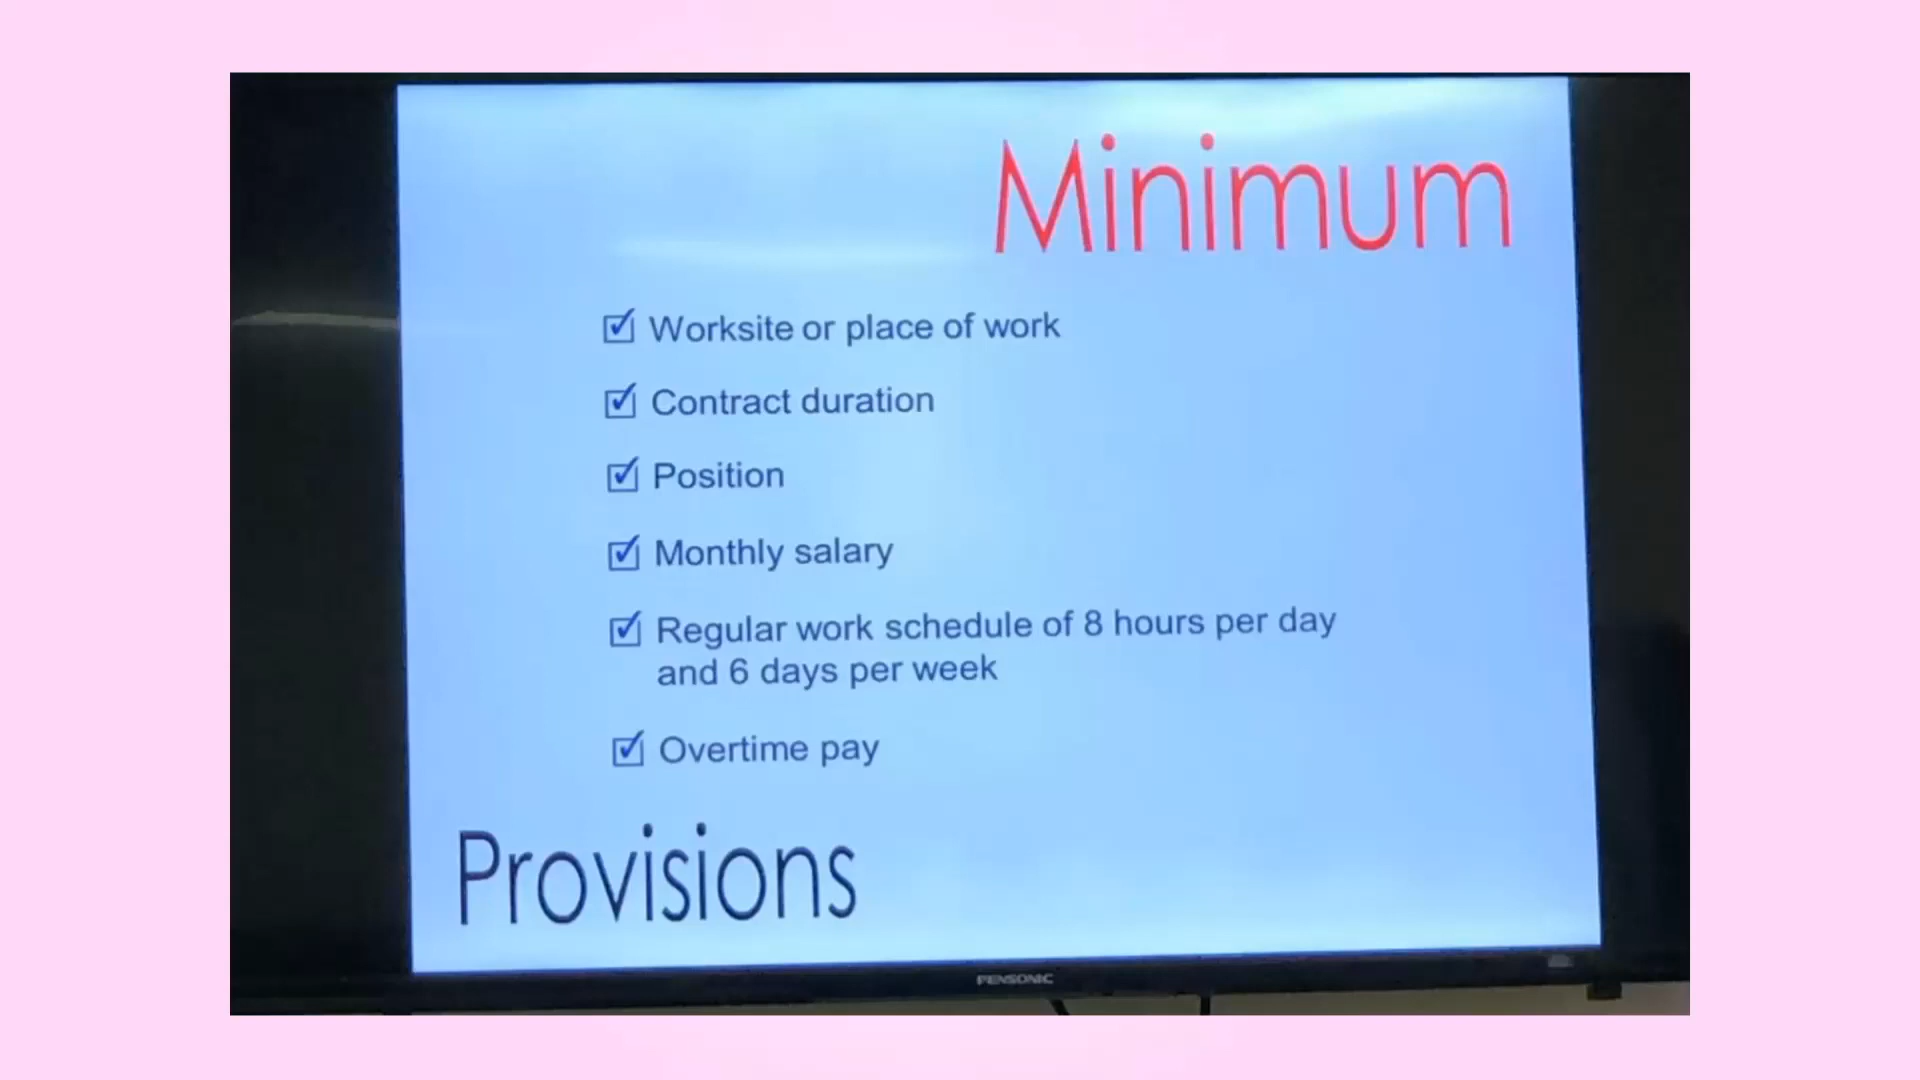 Minimum
☑ Worksite or place of work
☑ Contract duration
☑ Position
☑ Monthly salary
☑ Regular work schedule of 8 hours per day
and 6 days per week
☑ Overtime pay
Provisions
PENSONIC